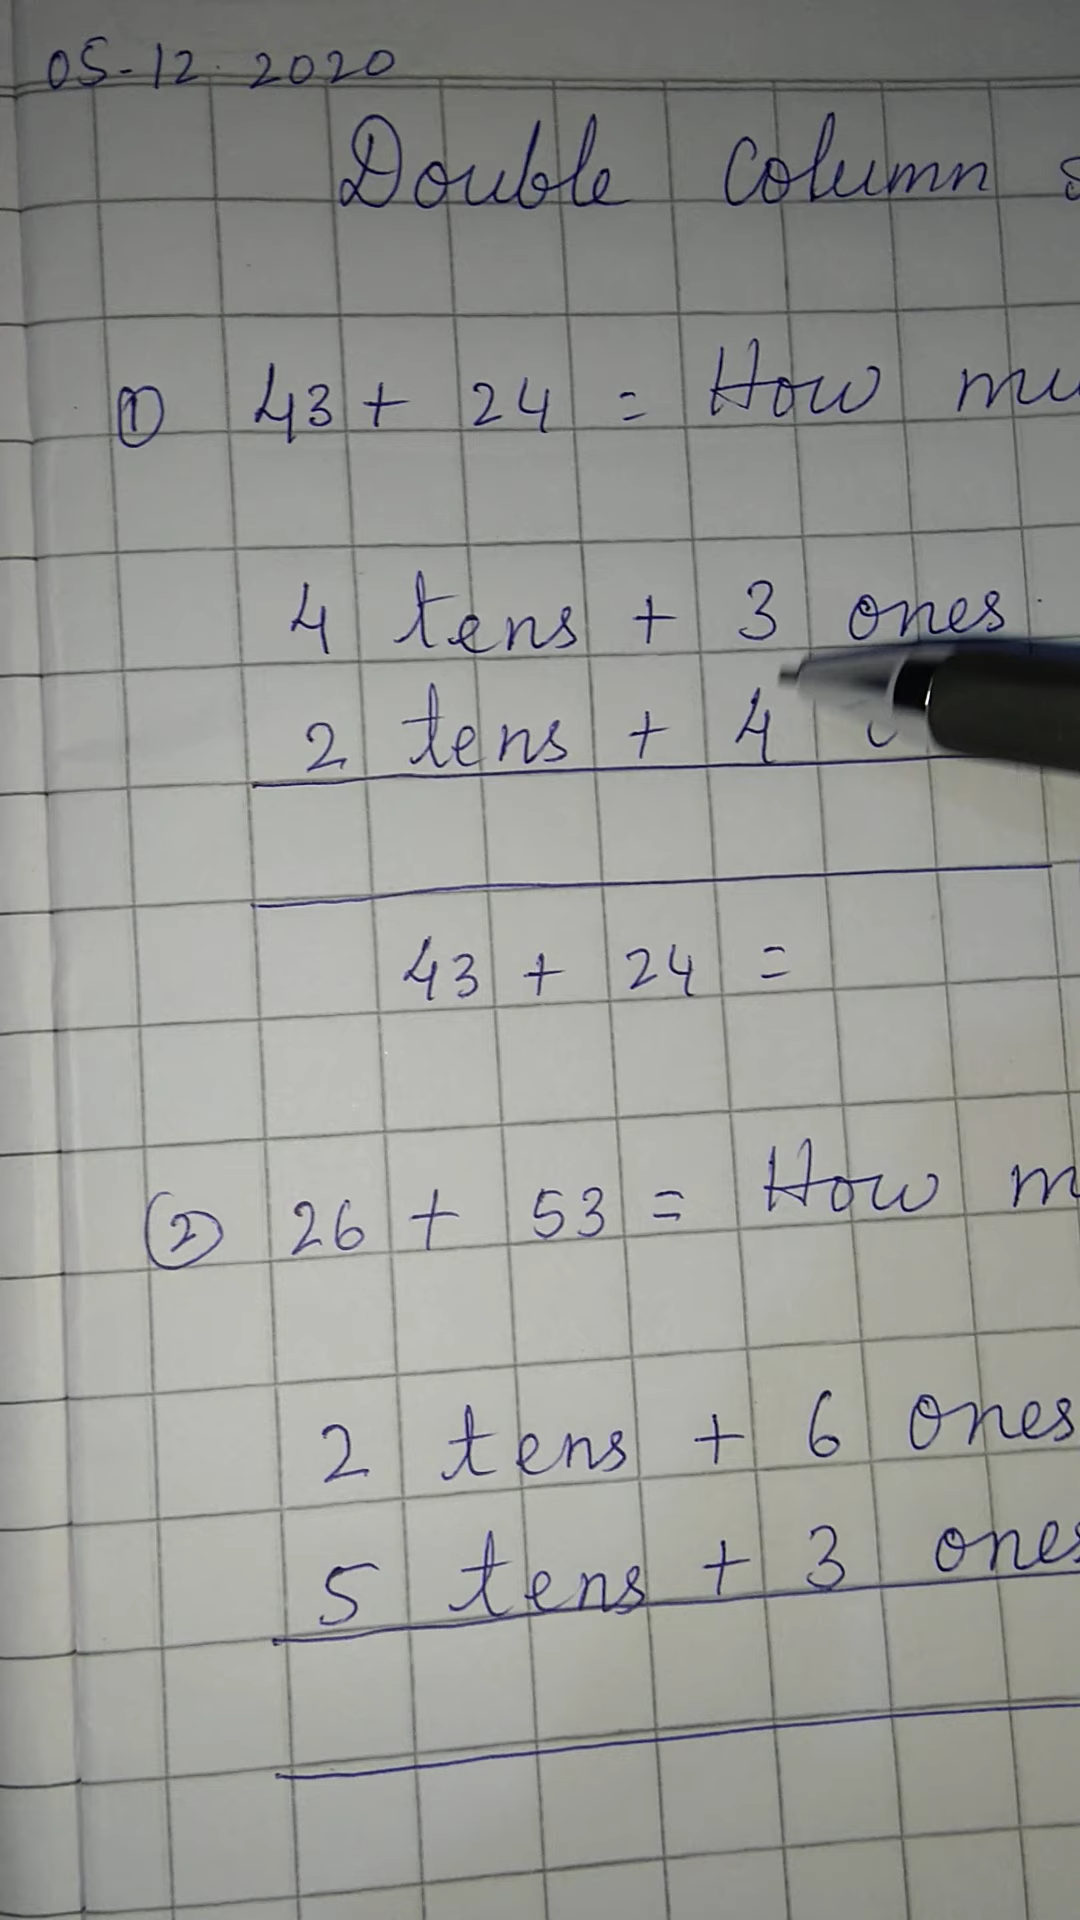 05-12-2020
Double Column
① 43 + 24 = How
4 tens + 3 ones
2 tens + 4
43 + 24 =
② 26 + 53 = How
2 tens + 6 ones
5 tens + 3 ones